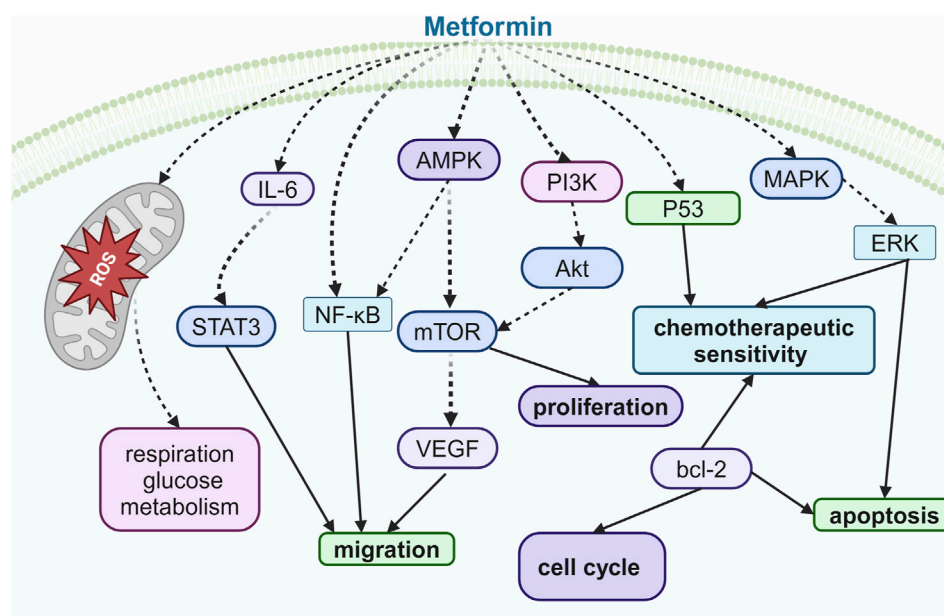 Metformin
AMPK
IL-6
PI3K
MAPK
P53
ERK
ROS
Akt
NF-κB
STAT3
mTOR
chemotherapeutic
sensitivity
proliferation
respiration
glucose
metabolism
VEGF
bcl-2
apoptosis
migration
cell cycle